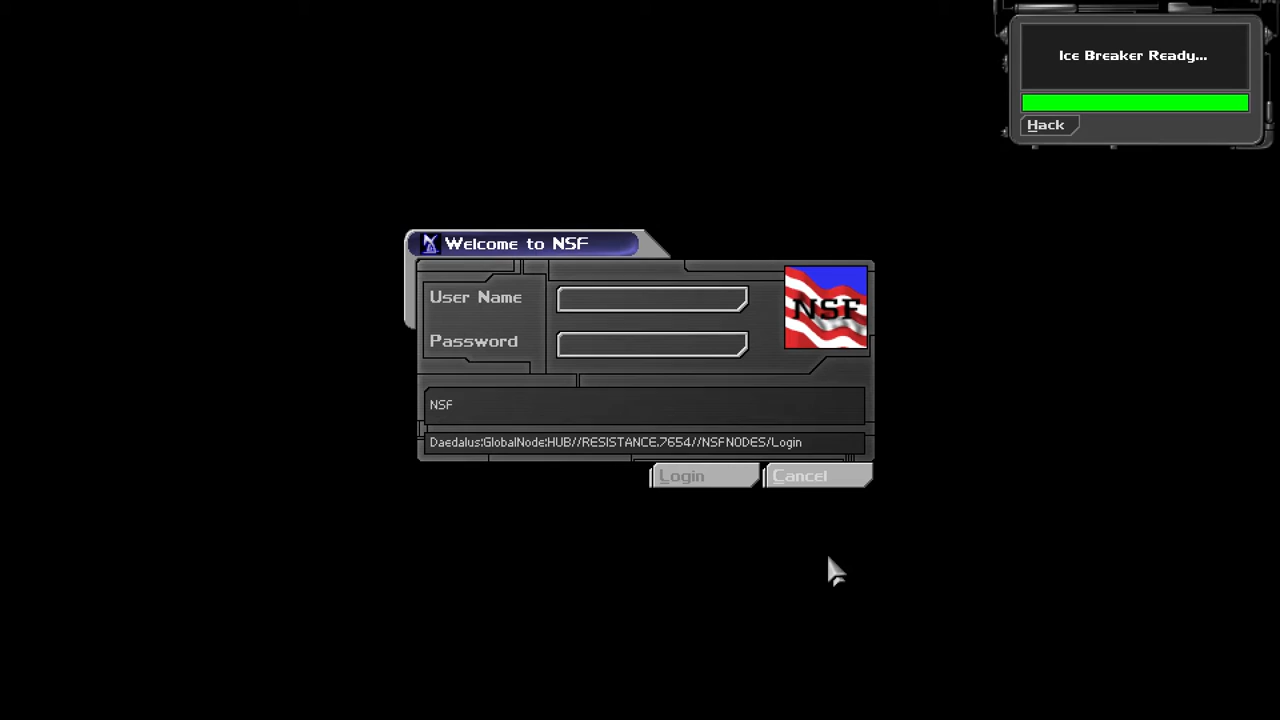 Ice Breaker Ready...
Hack
Welcome to NSF
User Name
NSF
Password
NSF
Daedalus:GlobalNode:HUB//RESISTANCE.7654//NSFNODES/Login
Login
Cancel